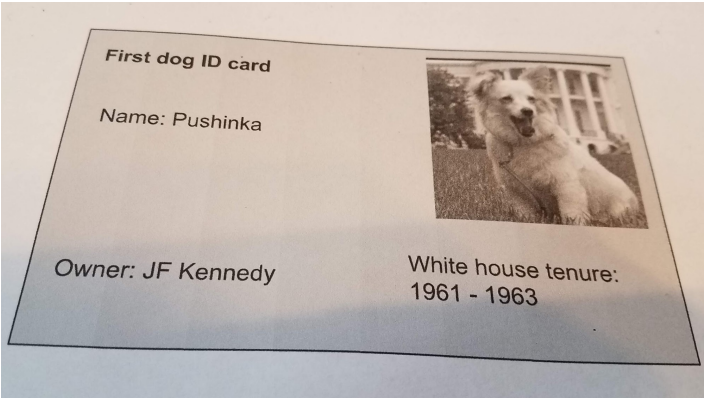 First dog ID card
Name: Pushinka
Owner: JF Kennedy
White house tenure:
1961 - 1963